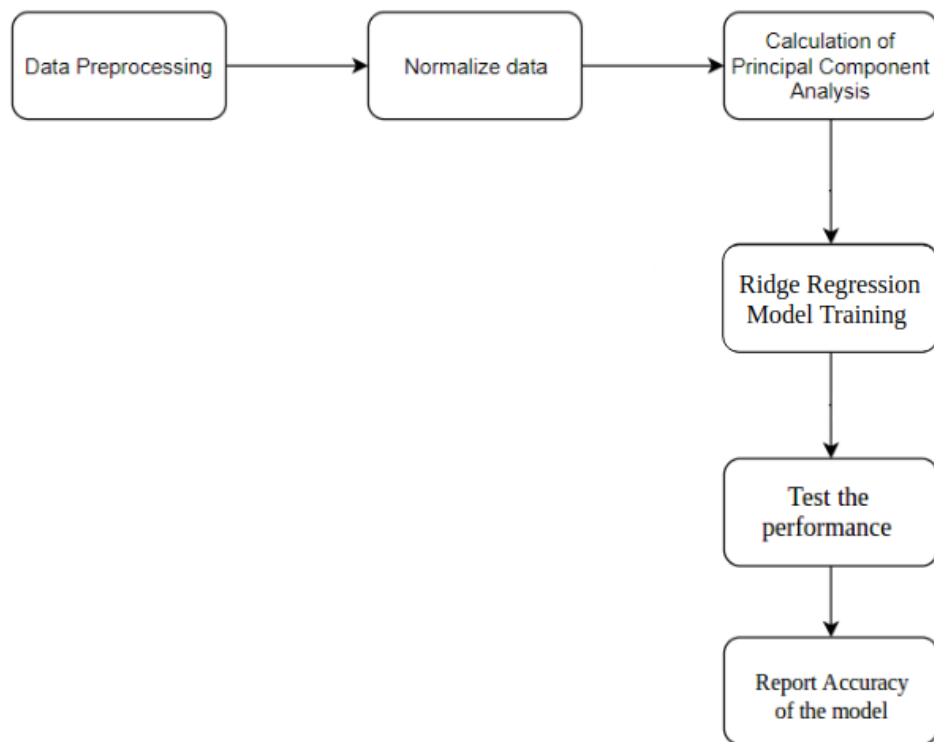 Data Preprocessing
Normalize data
Calculation of
Principal Component
Analysis
Ridge Regression
Model Training
Test the
performance
Report Accuracy
of the model